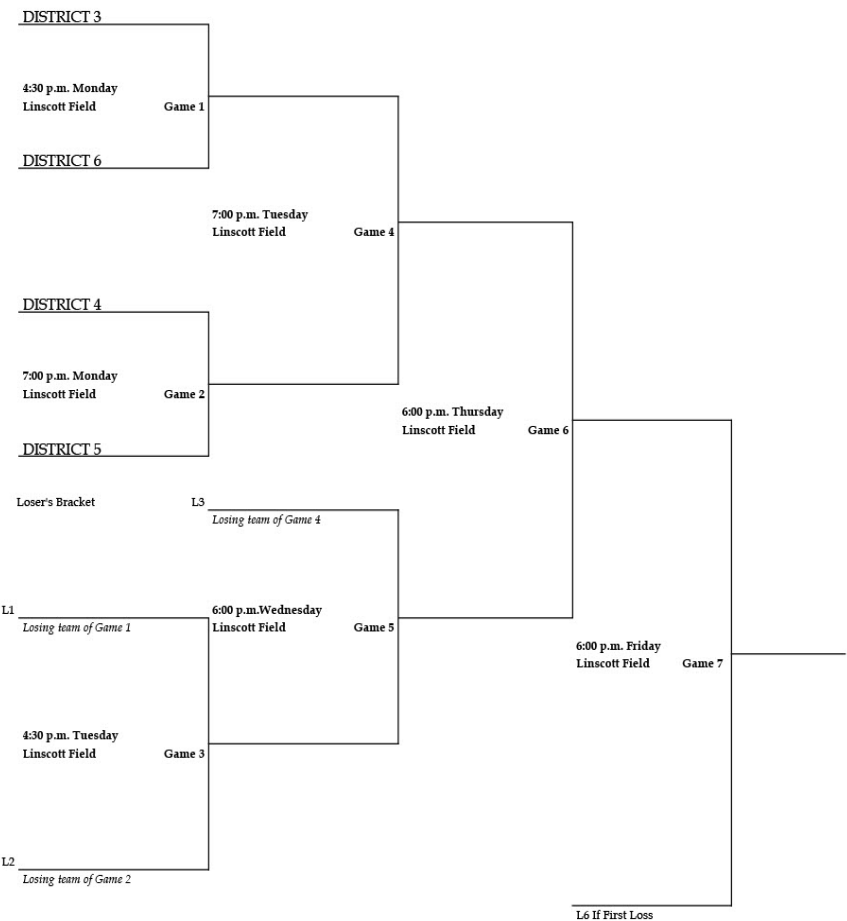 DISTRICT 3
4:30 p.m. Monday
Linscott Field Game 1
DISTRICT 6
7:00 p.m. Tuesday
Linscott Field Game 4
DISTRICT 4
7:00 p.m. Monday
Linscott Field Game 2
6:00 p.m. Thursday
Linscott Field Game 6
DISTRICT 5
Loser's Bracket L3
Losing team of Game 4
L1 6:00 p.m.Wednesday
Losing team of Game 1 Linscott Field Game 5
6:00 p.m. Friday
Linscott Field Game 7
4:30 p.m. Tuesday
Linscott Field Game 3
L2
Losing team of Game 2
L6 If First Loss